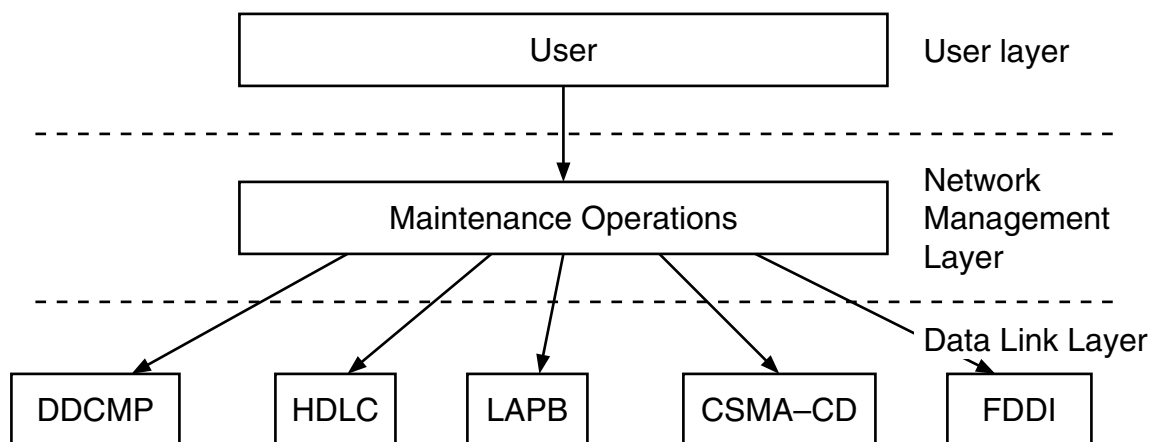 User
User layer
Maintenance Operations
Network
Management
Layer
Data Link Layer
DDCMP
HDLC
LAPB
CSMA–CD
FDDI